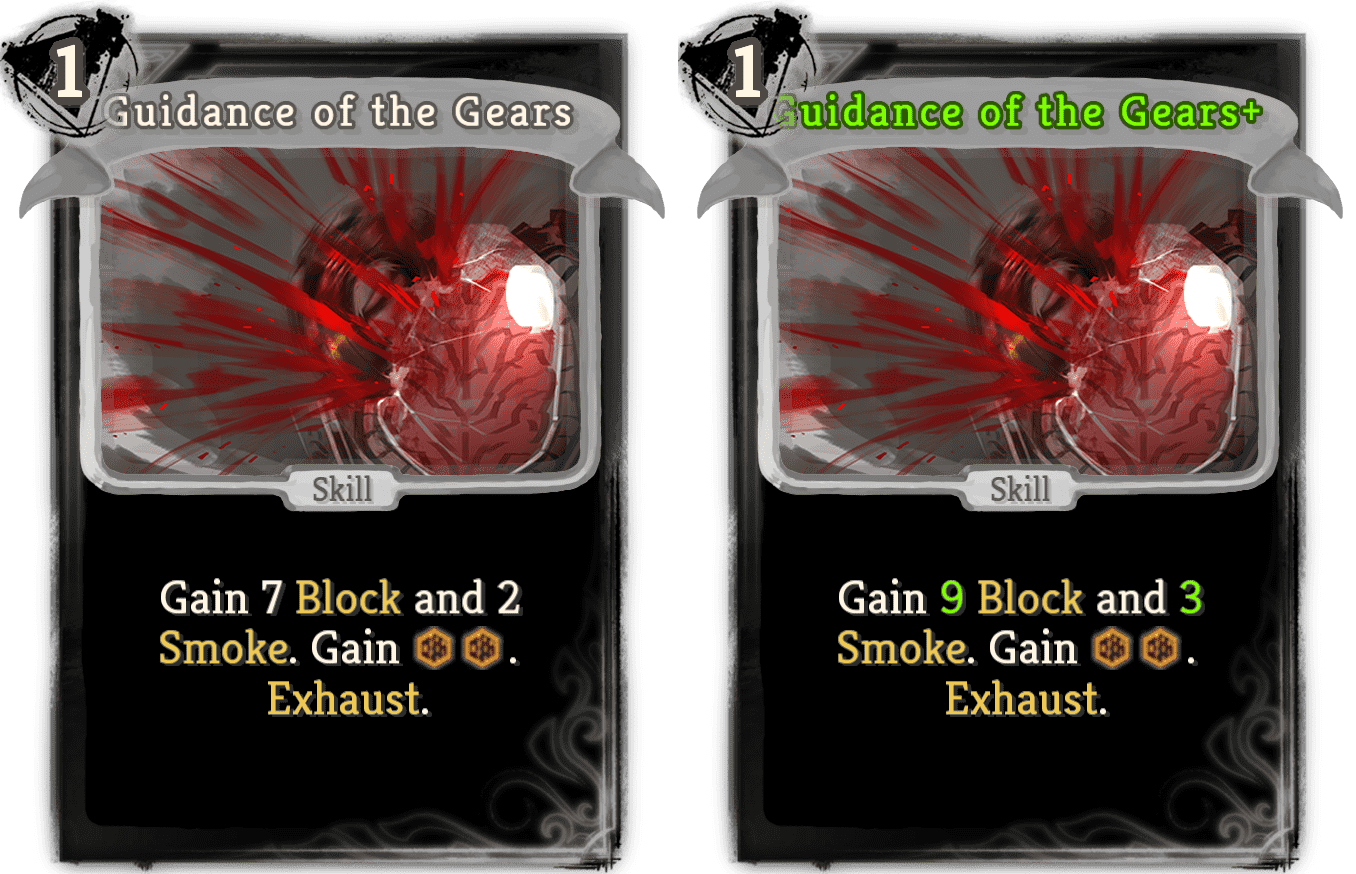 1
Guidance of the Gears
Skill
Gain 7 Block and 2
Smoke. Gain .
Exhaust.
1
Guidance of the Gears+
Skill
Gain 9 Block and 3
Smoke. Gain .
Exhaust.